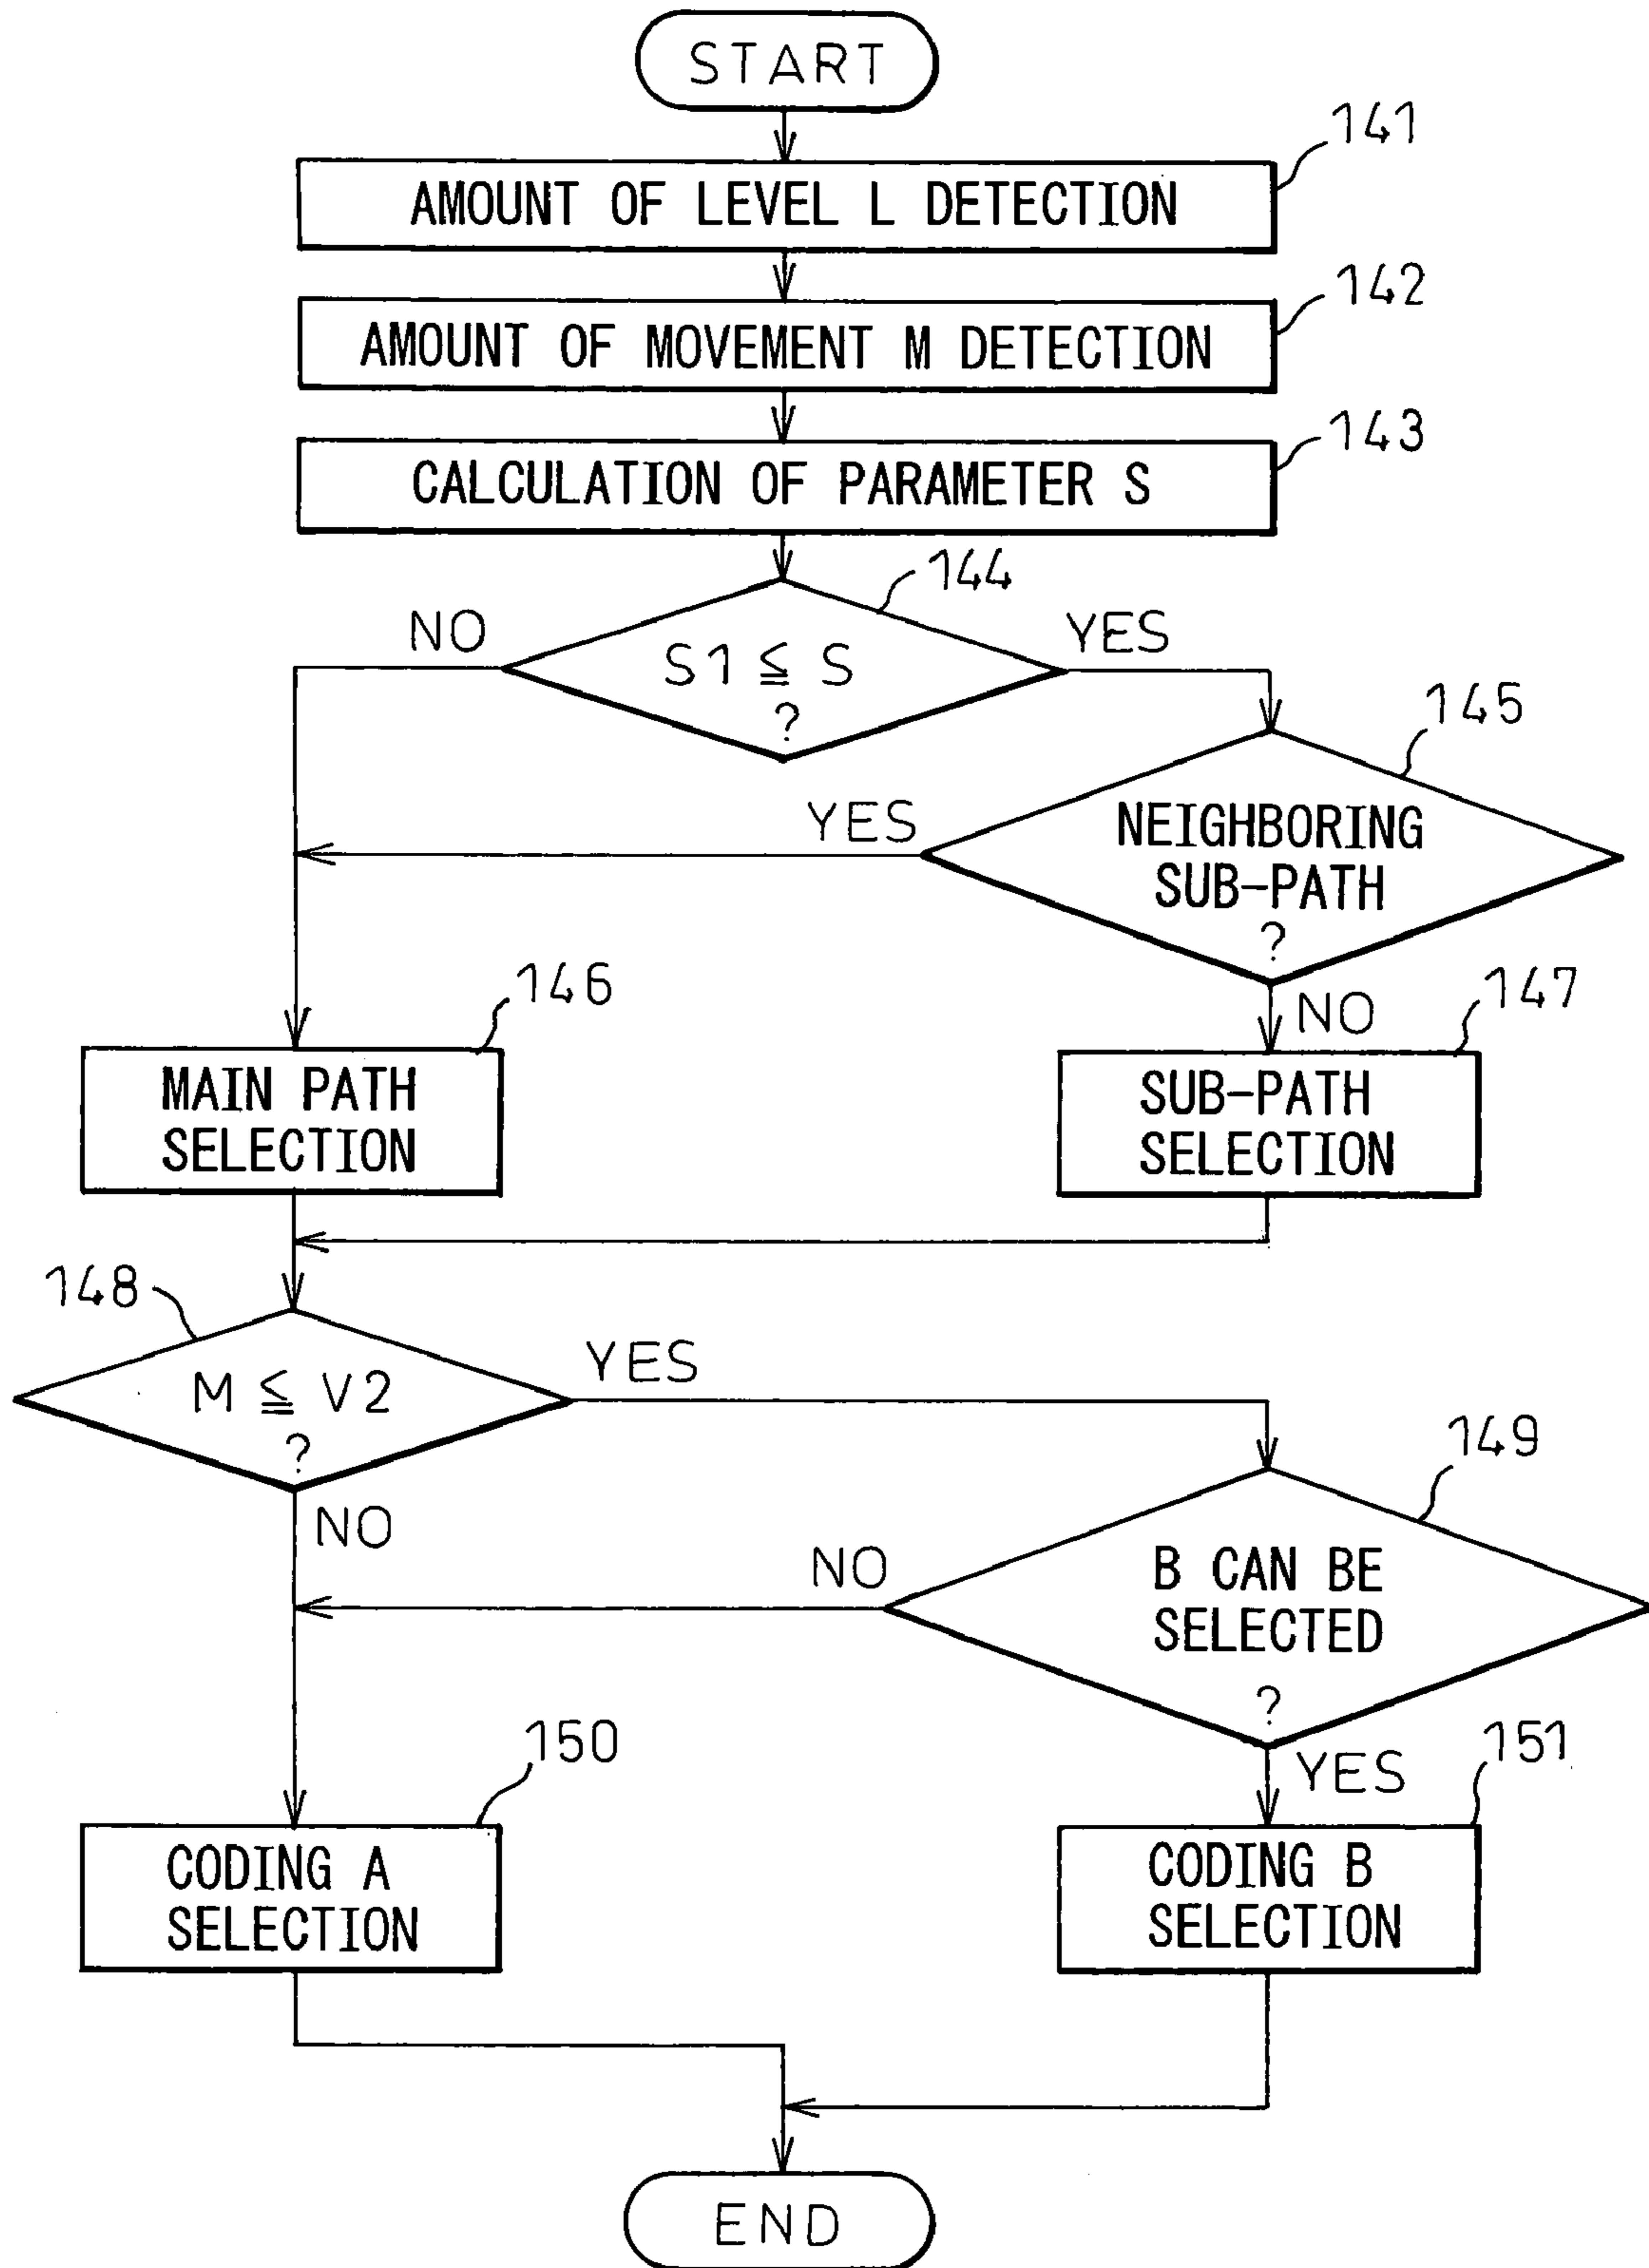 START
141
AMOUNT OF LEVEL L DETECTION
142
AMOUNT OF MOVEMENT M DETECTION
143
CALCULATION OF PARAMETER S
144
NO
YES
S1 ≦ S
?
145
YES
NEIGHBORING
SUB-PATH
?
146
147
NO
MAIN PATH
SELECTION
SUB-PATH
SELECTION
148
YES
M ≦ V2
?
149
NO
NO
B CAN BE
SELECTED
?
150
151
YES
CODING A
SELECTION
CODING B
SELECTION
END